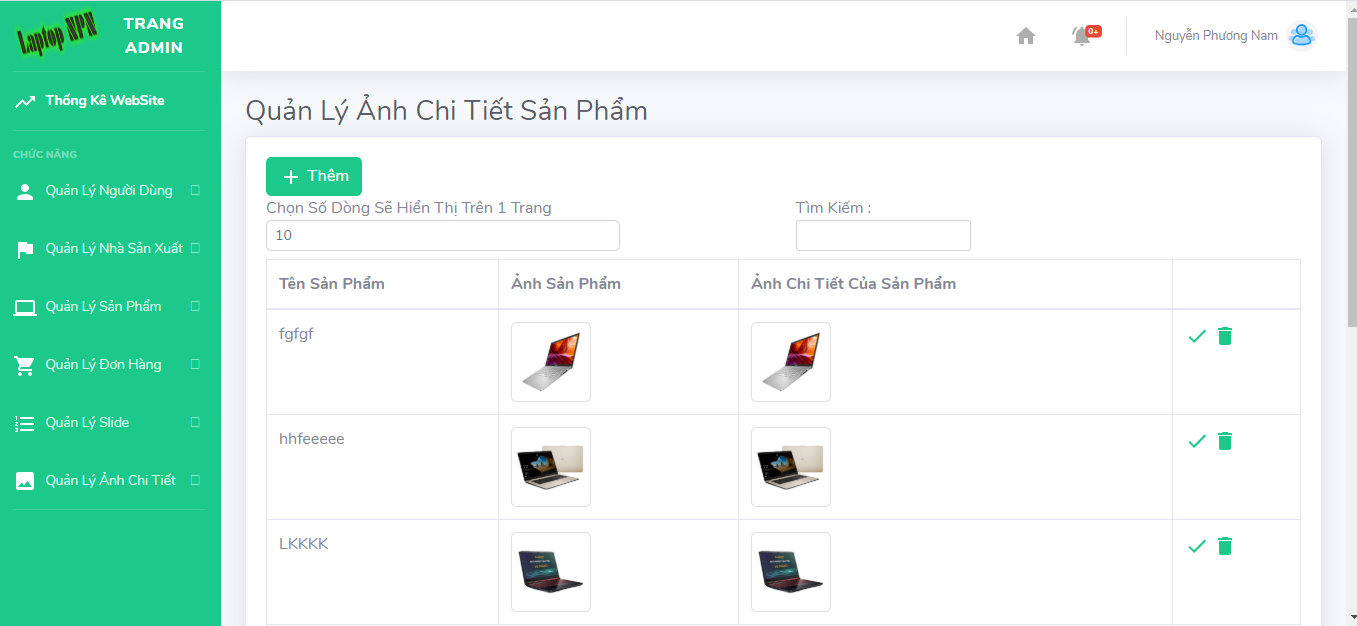 Laptop NPN
TRANG
ADMIN
Nguyễn Phương Nam
0+
Thống Kê WebSite
CHỨC NĂNG
Quản Lý Người Dùng
Quản Lý Nhà Sản Xuất
Quản Lý Sản Phẩm
Quản Lý Đơn Hàng
Quản Lý Slide
Quản Lý Ảnh Chi Tiết
Quản Lý Ảnh Chi Tiết Sản Phẩm
Thêm
Chọn Số Dòng Sẽ Hiển Thị Trên 1 Trang
10
Tìm Kiếm :
Tên Sản Phẩm
Ảnh Sản Phẩm
Ảnh Chi Tiết Của Sản Phẩm
fgfgf
hhfeeeee
LKKKK